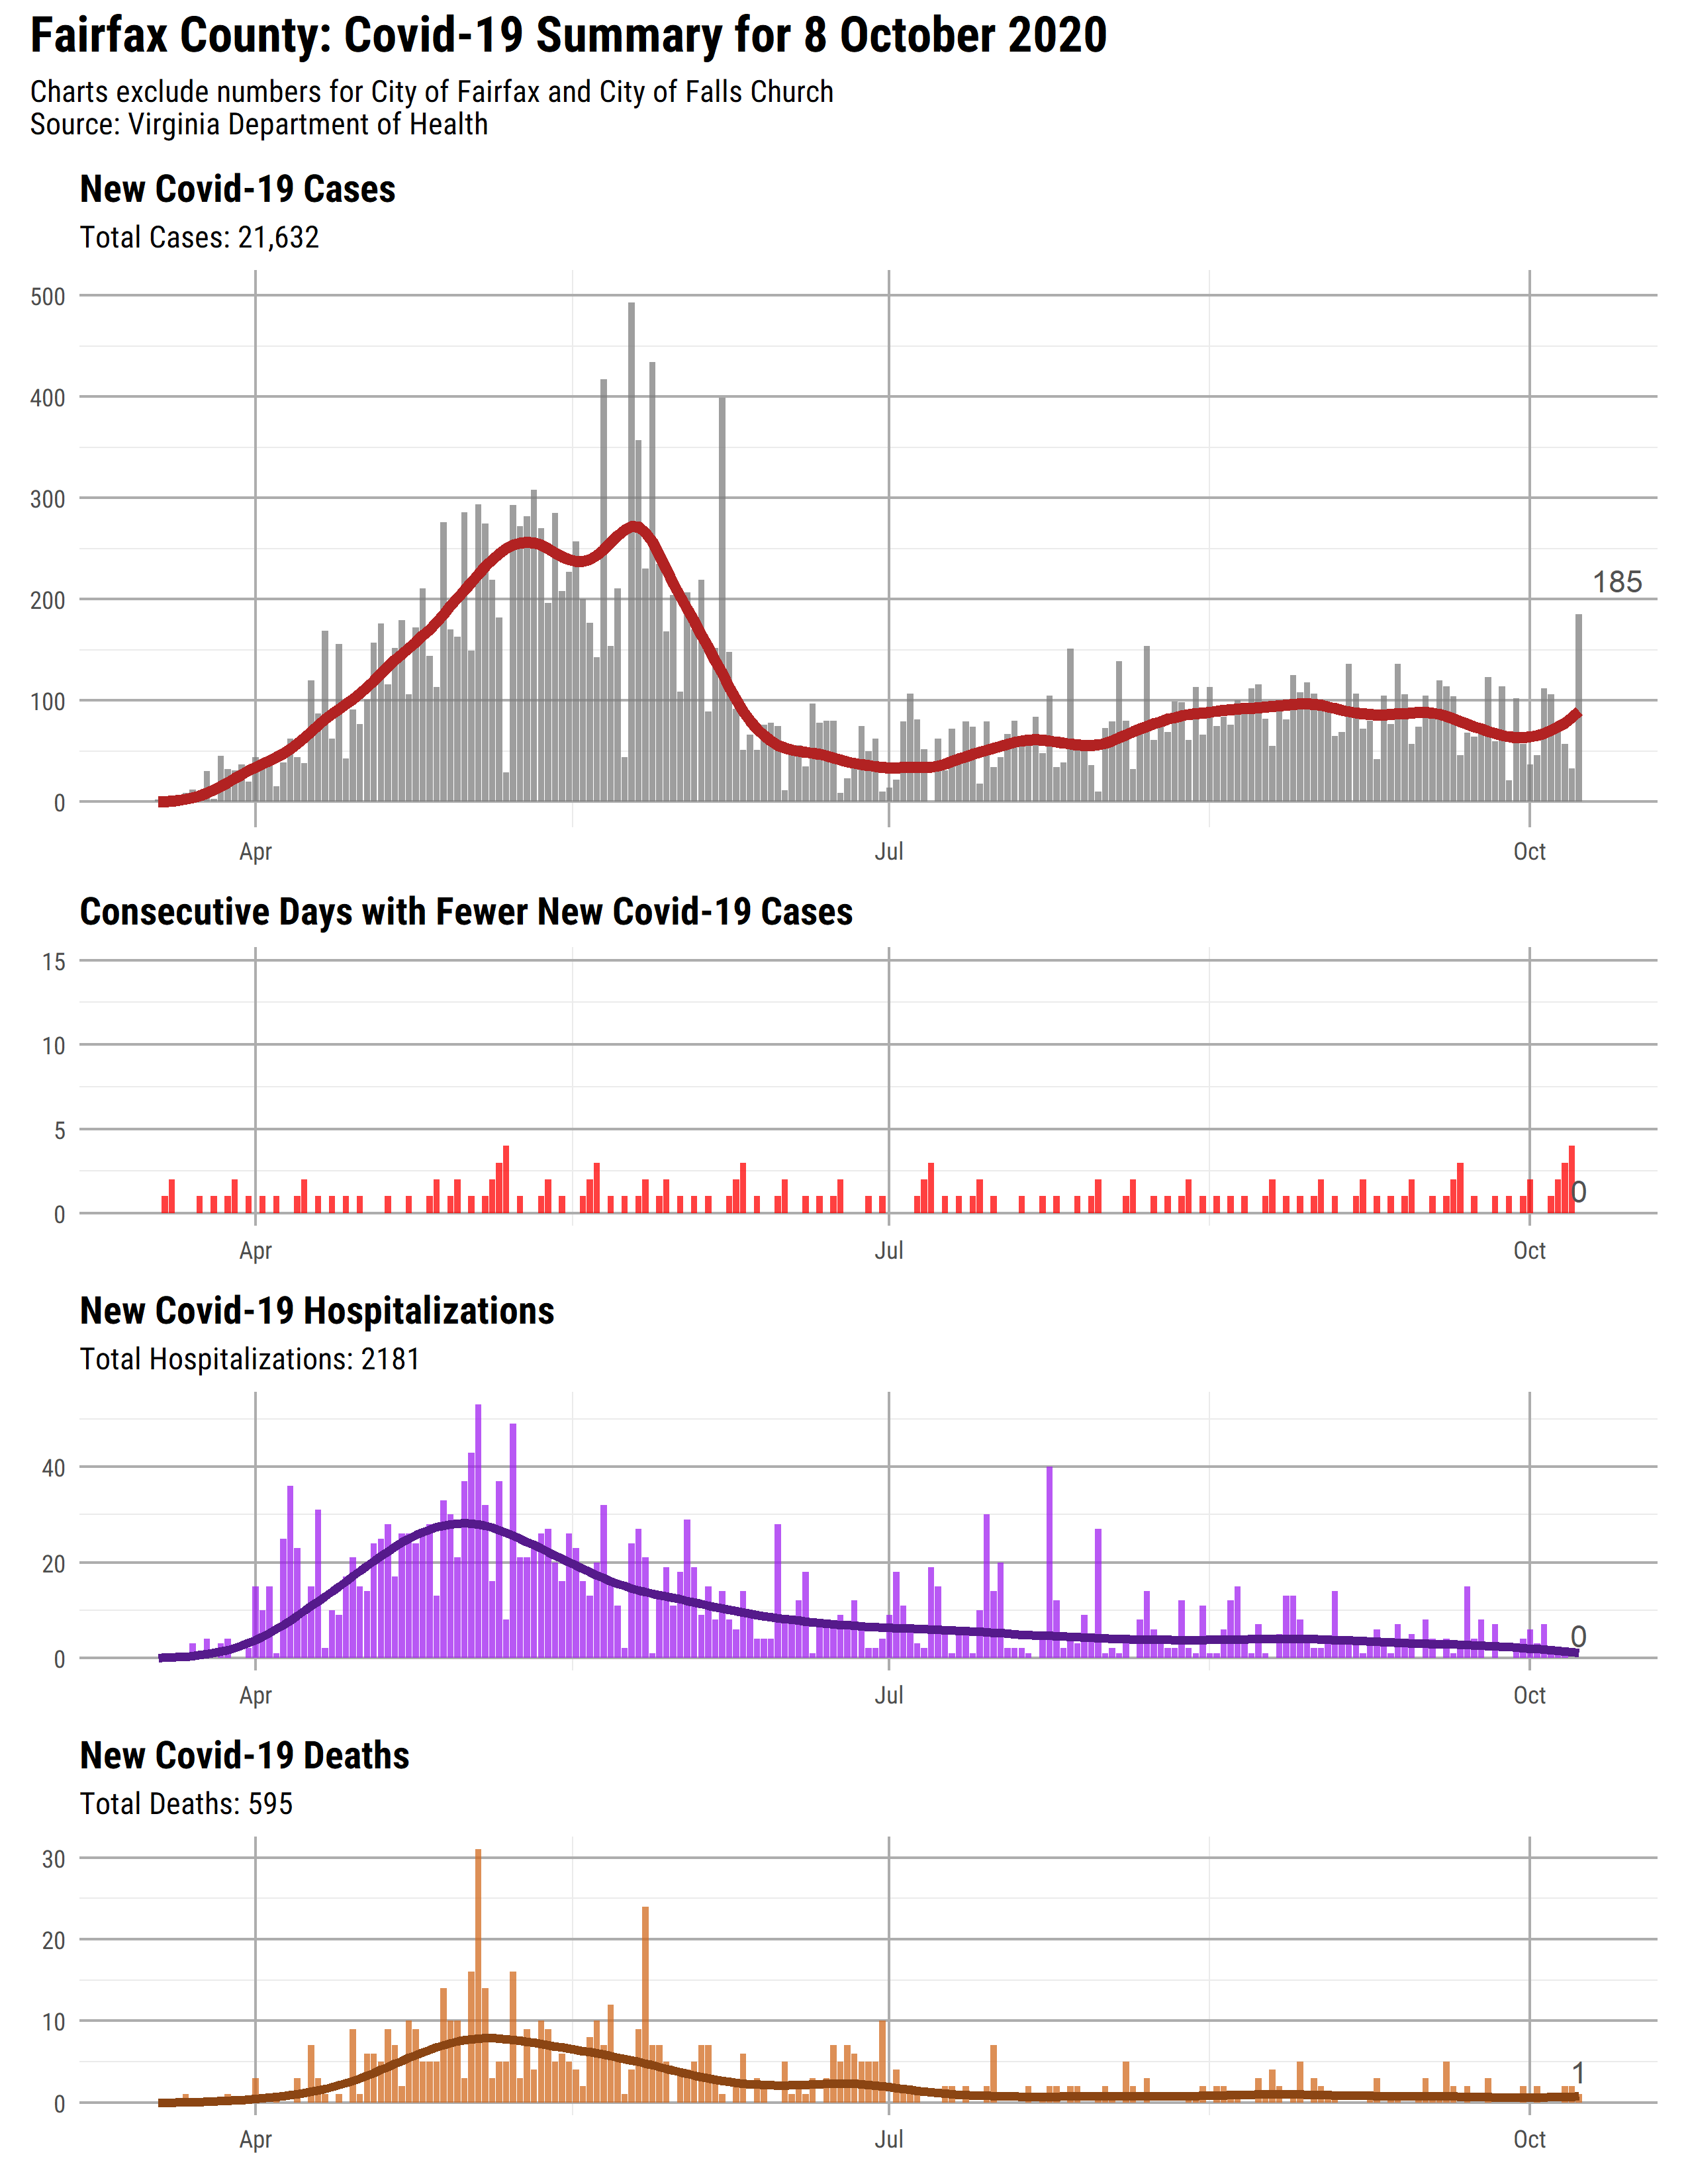 Fairfax County: Covid-19 Summary for 8 October 2020
Charts exclude numbers for City of Fairfax and City of Falls Church
Source: Virginia Department of Health
New Covid-19 Cases
Total Cases: 21,632
500
400
300
200
100
0
185
Apr Jul Oct
Consecutive Days with Fewer New Covid-19 Cases
15
10
5
0
0
Apr Jul Oct
New Covid-19 Hospitalizations
Total Hospitalizations: 2181
40
20
0
0
Apr Jul Oct
New Covid-19 Deaths
Total Deaths: 595
30
20
10
0
1
Apr Jul Oct